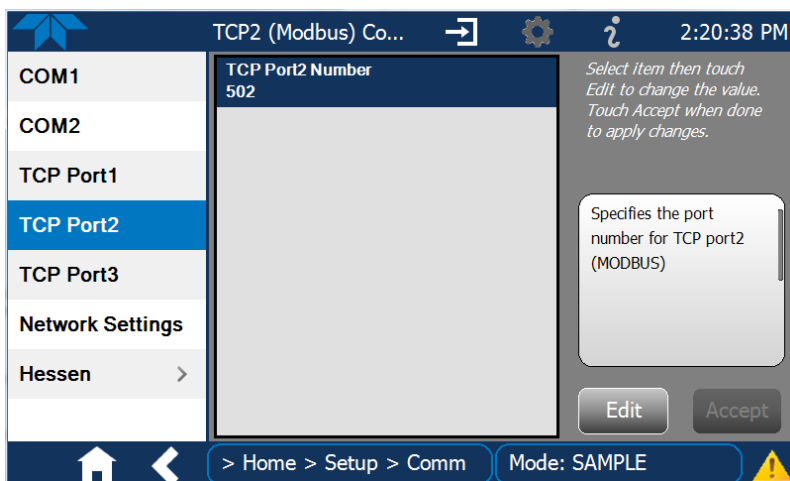 TCP2 (Modbus) Co...
2:20:38 PM
COM1
COM2
TCP Port1
TCP Port2
TCP Port3
Network Settings
Hessen
TCP Port2 Number
502
Select item then touch
Edit to change the value.
Touch Accept when done
to apply changes.
Specifies the port
number for TCP port2
(MODBUS)
Edit
Accept
> Home > Setup > Comm
Mode: SAMPLE